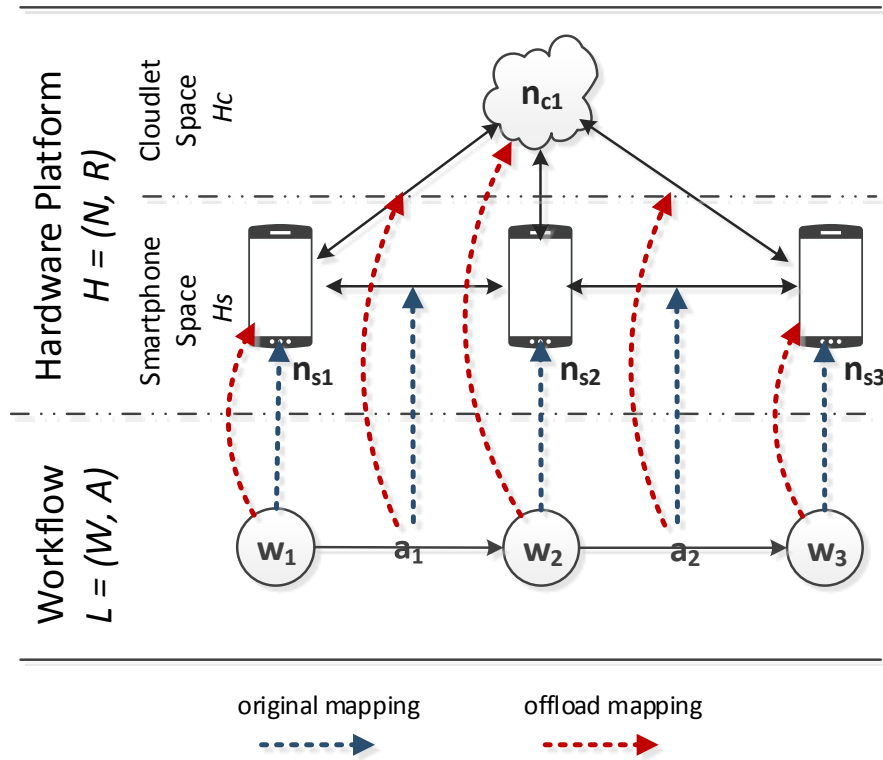 Hardware Platform
H = (N, R)
Cloudlet
Space
Hc
n_c1
Smartphone
Space
Hs
n_s1
n_s2
n_s3
Workflow
L = (W, A)
w_1
a_1
w_2
a_2
w_3
original mapping
offload mapping